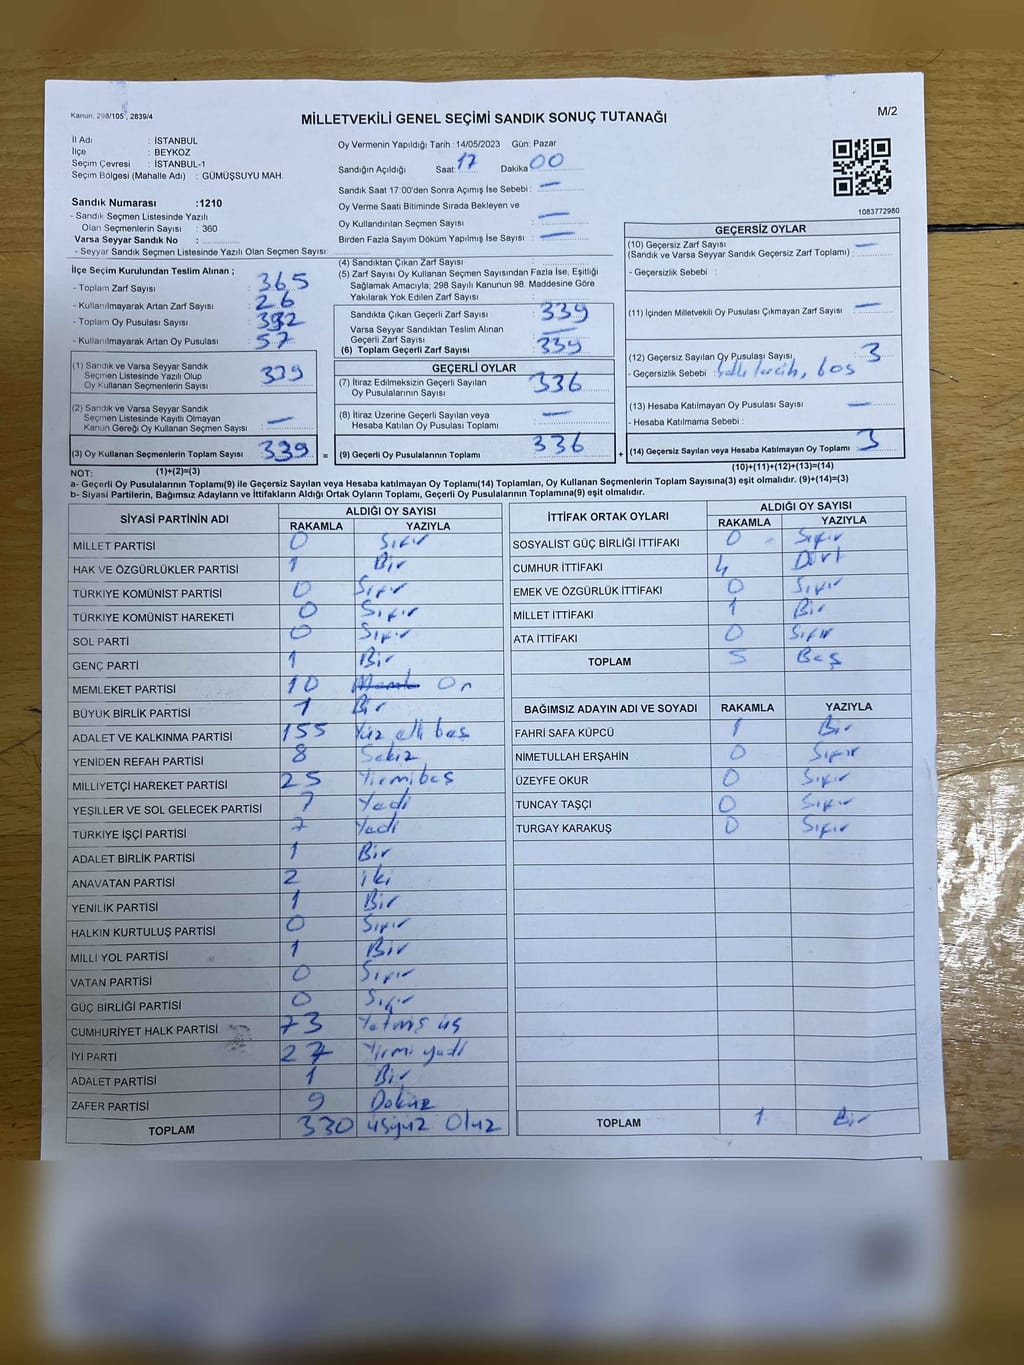 Kanun: 298/105, 2839/4
MİLLETVEKİLİ GENEL SEÇİMİ SANDIK SONUÇ TUTANAĞI
M/2
İl Adı : İSTANBUL
İlçe : BEYKOZ
Seçim Çevresi : İSTANBUL-1
Seçim Bölgesi (Mahalle Adı) : GÜMÜŞSUYU MAH.
Oy Vermenin Yapıldığı Tarih : 14/05/2023 Gün: Pazar
Sandığın Açıldığı Saat: 17 Dakika: 00
Sandık Saat 17:00'den Sonra Açımış İse Sebebi : —
Oy Verme Saati Bitiminde Sırada Bekleyen ve
Oy Kullandırılan Seçmen Sayısı : —
Birden Fazla Sayım Döküm Yapılmış İse Sayısı : —
1083772980
Sandık Numarası :1210
- Sandık Seçmen Listesinde Yazılı
Olan Seçmenlerin Sayısı : 360
Varsa Seyyar Sandık No :
- Seyyar Sandık Seçmen Listesinde Yazılı Olan Seçmen Sayısı:
İlçe Seçim Kurulundan Teslim Alınan ;
- Toplam Zarf Sayısı : 365
- Kullanılmayarak Artan Zarf Sayısı : 26
- Toplam Oy Pusulası Sayısı :
- Kullanılmayarak Artan Oy Pusulası : 57
(1) Sandık ve Varsa Seyyar Sandık
Seçmen Listesinde Yazılı Olup
Oy Kullanan Seçmenlerin Sayısı : 339
(2) Sandık ve Varsa Seyyar Sandık
Seçmen Listesinde Kayıtlı Olmayan
Kanun Gereği Oy Kullanan Seçmen Sayısı : —
(3) Oy Kullanan Seçmenlerin Toplam Sayısı : 339 =
(4) Sandıktan Çıkan Zarf Sayısı :
(5) Zarf Sayısı Oy Kullanan Seçmen Sayısından Fazla İse, Eşitliği
Sağlamak Amacıyla; 298 Sayılı Kanunun 98. Maddesine Göre
Yakılarak Yok Edilen Zarf Sayısı :
Sandıkta Çıkan Geçerli Zarf Sayısı : 339
Varsa Seyyar Sandıktan Teslim Alınan
Geçerli Zarf Sayısı : —
(6) Toplam Geçerli Zarf Sayısı : 339
GEÇERLİ OYLAR
(7) İtiraz Edilmeksizin Geçerli Sayılan
Oy Pusulalarının Sayısı : 336
(8) İtiraz Üzerine Geçerli Sayılan veya
Hesaba Katılan Oy Pusulası Toplamı : —
(9) Geçerli Oy Pusulalarının Toplamı : 336 +
GEÇERSİZ OYLAR
(10) Geçersiz Zarf Sayısı
(Sandık ve Varsa Seyyar Sandık Geçersiz Zarf Toplamı) : —
- Geçersizlik Sebebi :
(11) İçinden Milletvekili Oy Pusulası Çıkmayan Zarf Sayısı : —
(12) Geçersiz Sayılan Oy Pusulası Sayısı : 3
- Geçersizlik Sebebi : tercih, boş
(13) Hesaba Katılmayan Oy Pusulası Sayısı : —
- Hesaba Katılmama Sebebi :
(14) Geçersiz Sayılan veya Hesaba Katılmayan Oy Toplamı : 3
NOT: (1)+(2)=(3) (10)+(11)+(12)+(13)=(14)
a- Geçerli Oy Pusulalarının Toplamı(9) ile Geçersiz Sayılan veya Hesaba Katılmayan Oy Toplamı(14) Toplamları, Oy Kullanan Seçmenlerin Toplam Sayısına(3) eşit olmalıdır. (9)+(14)=(3)
b- Siyasi Partilerin, Bağımsız Adayların ve İttifakların Aldığı Ortak Oyların Toplamı, Geçerli Oy Pusulalarının Toplamına(9) eşit olmalıdır.
SİYASİ PARTİNİN ADI ALDIĞI OY SAYISI
RAKAMLA YAZIYLA
MİLLET PARTİSİ 0 Sıfır
HAK VE ÖZGÜRLÜKLER PARTİSİ 1 Bir
TÜRKİYE KOMÜNİST PARTİSİ 0 Sıfır
TÜRKİYE KOMÜNİST HAREKETİ 0 Sıfır
SOL PARTİ 0 Sıfır
GENÇ PARTİ 1 Bir
MEMLEKET PARTİSİ 10 On
BÜYÜK BİRLİK PARTİSİ 1 Bir
ADALET VE KALKINMA PARTİSİ 155 Yüz elli beş
YENİDEN REFAH PARTİSİ 8 Sekiz
MİLLİYETÇİ HAREKET PARTİSİ 25 Yirmi beş
YEŞİLLER VE SOL GELECEK PARTİSİ 7 Yedi
TÜRKİYE İŞÇİ PARTİSİ 7 Yedi
ADALET BİRLİK PARTİSİ 1 Bir
ANAVATAN PARTİSİ 2 iki
YENİLİK PARTİSİ 1 Bir
HALKIN KURTULUŞ PARTİSİ 0 Sıfır
MİLLİ YOL PARTİSİ 1 Bir
VATAN PARTİSİ 0 Sıfır
GÜÇ BİRLİĞİ PARTİSİ 0 Sıfır
CUMHURİYET HALK PARTİSİ 73 Yetmiş üç
İYİ PARTİ 27 Yirmi yedi
ADALET PARTİSİ 1 Bir
ZAFER PARTİSİ 9 Dokuz
TOPLAM 330 üçyüz Otuz
İTTİFAK ORTAK OYLARI ALDIĞI OY SAYISI
RAKAMLA YAZIYLA
SOSYALİST GÜÇ BİRLİĞİ İTTİFAKI 0 Sıfır
CUMHUR İTTİFAKI 4 Dört
EMEK VE ÖZGÜRLÜK İTTİFAKI 0 Sıfır
MİLLET İTTİFAKI 1 Bir
ATA İTTİFAKI 0 Sıfır
TOPLAM 5 Beş
BAĞIMSIZ ADAYIN ADI VE SOYADI RAKAMLA YAZIYLA
FAHRİ SAFA KÜPCÜ 1 Bir
NİMETULLAH ERŞAHİN 0 Sıfır
ÜZEYFE OKUR 0 Sıfır
TUNCAY TAŞÇI 0 Sıfır
TURGAY KARAKUŞ 0 Sıfır
TOPLAM 1 Bir